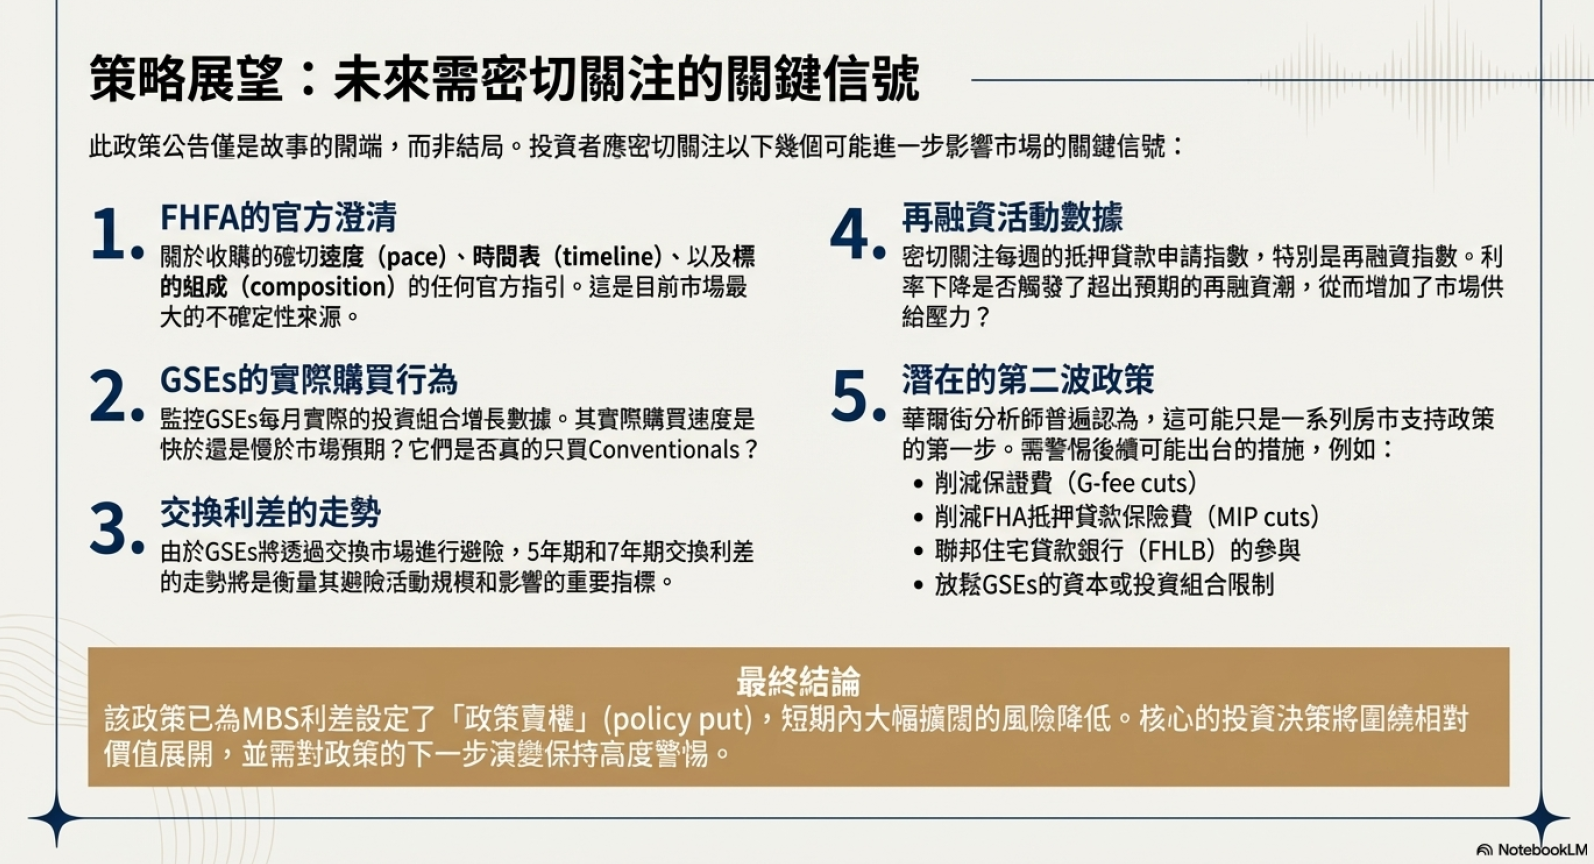 策略展望：未來需密切關注的關鍵信號
此政策公告僅是故事的開端，而非結局。投資者應密切關注以下幾個可能進一步影響市場的關鍵信號：
1.
FHFA的官方澄清
關於收購的確切速度（pace）、時間表（timeline）、以及標
的組成（composition）的任何官方指引。這是目前市場最
大的不確定性來源。
2.
GSEs的實際購買行為
監控GSEs每月實際的投資組合增長數據。其實際購買速度是
快於還是慢於市場預期？它們是否真的只買Conventionals？
3.
交換利差的走勢
由於GSEs將透過交換市場進行避險，5年期和7年期交換利差
的走勢將是衡量其避險活動規模和影響的重要指標。
4.
再融資活動數據
密切關注每週的抵押貸款申請指數，特別是再融資指數。利
率下降是否觸發了超出預期的再融資潮，從而增加了市場供
給壓力？
5.
潛在的第二波政策
華爾街分析師普遍認為，這可能只是一系列房市支持政策
的第一步。需警惕後續可能出台的措施，例如：
• 削減保證費（G-fee cuts）
• 削減FHA抵押貸款保險費（MIP cuts）
• 聯邦住宅貸款銀行（FHLB）的參與
• 放鬆GSEs的資本或投資組合限制
最終結論
該政策已為MBS利差設定了「政策賣權」(policy put)，短期內大幅擴闊的風險降低。核心的投資決策將圍繞相對
價值展開，並需對政策的下一步演變保持高度警惕。
NotebookLM